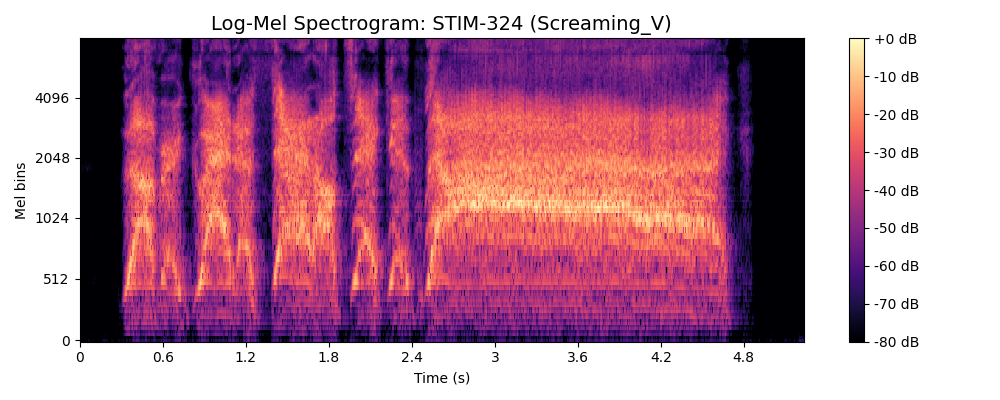 Log-Mel Spectrogram: STIM-324 (Screaming_V)
Mel bins
4096
2048
1024
512
0
0 0.6 1.2 1.8 2.4 3 3.6 4.2 4.8
Time (s)
+0 dB
-10 dB
-20 dB
-30 dB
-40 dB
-50 dB
-60 dB
-70 dB
-80 dB